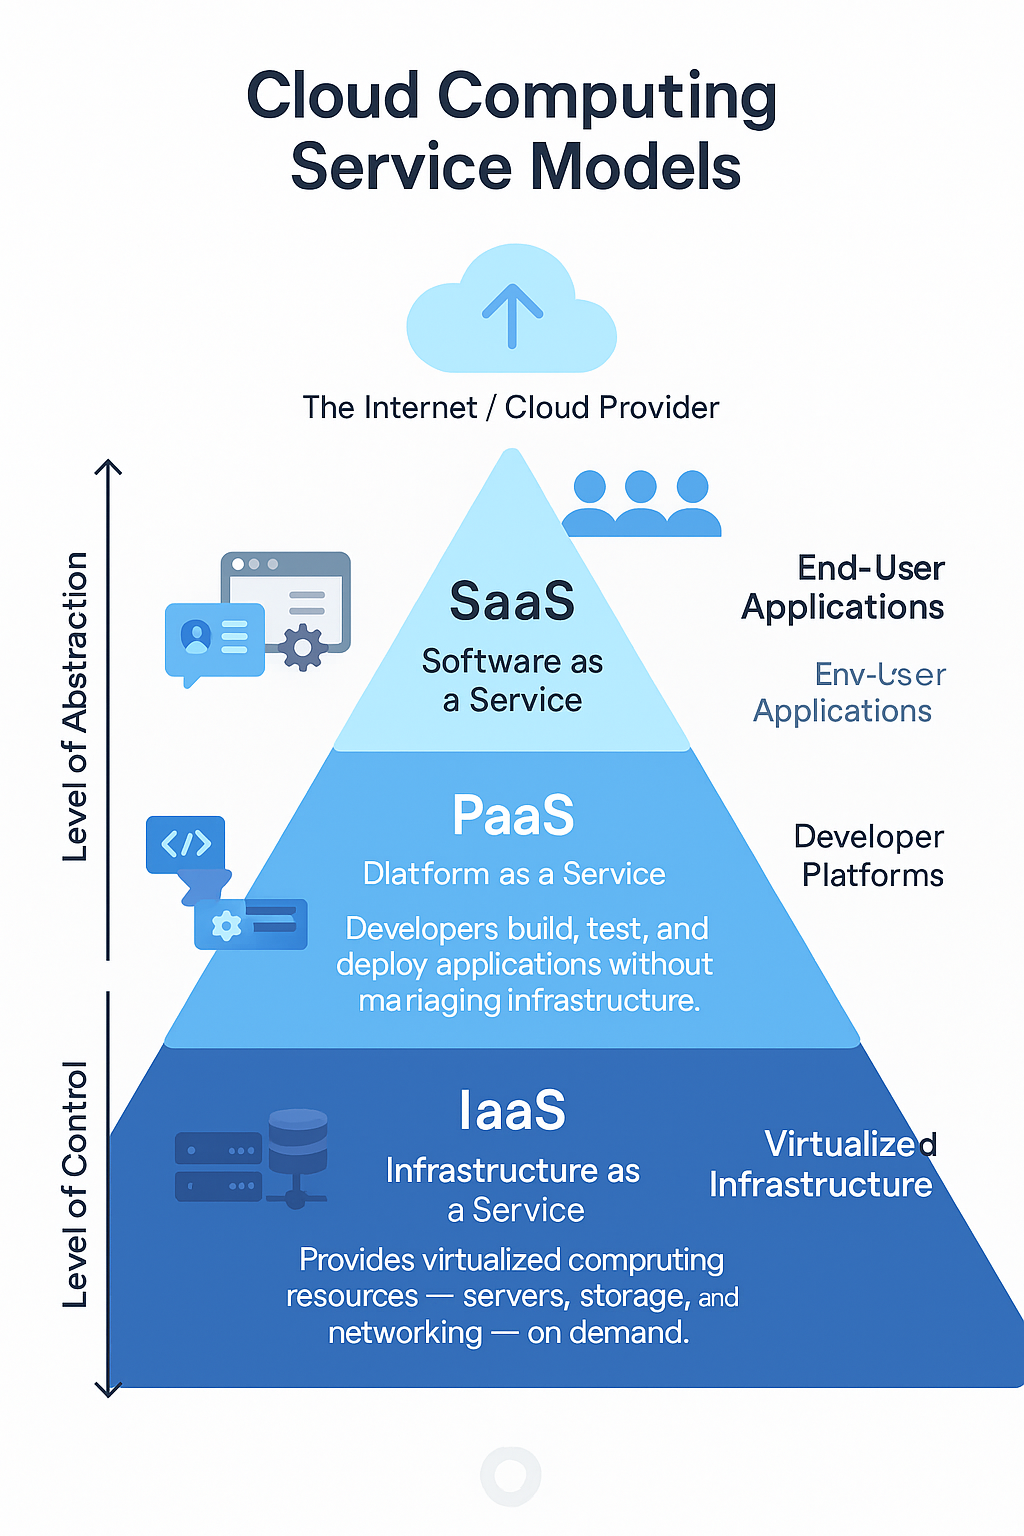 Cloud Computing
Service Models
The Internet / Cloud Provider
Level of Abstraction
SaaS
Software as
a Service
End-User
Applications
Env-User
Applications
PaaS
Dlatform as a Service
Developers build, test, and
deploy applications without
mariaging infrastructure.
Developer
Platforms
Level of Control
IaaS
Infrastructure as
a Service
Virtualized
Infrastructure
Provides virtualized compruting
resources — servers, storage, and
networking — on demand.